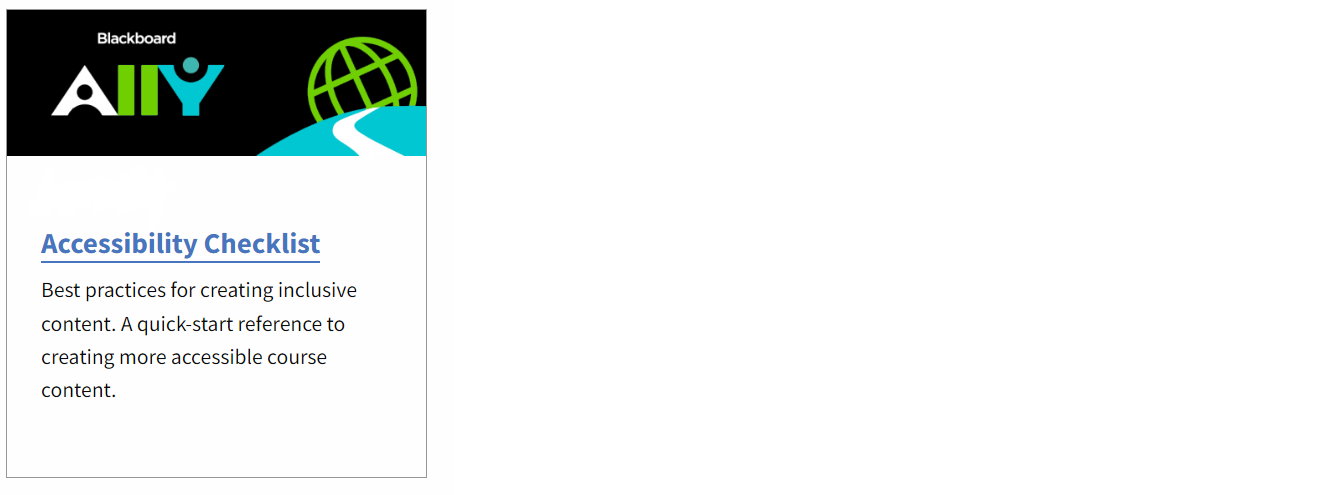 Blackboard
Ally
Accessibility Checklist
Best practices for creating inclusive
content. A quick-start reference to
creating more accessible course
content.